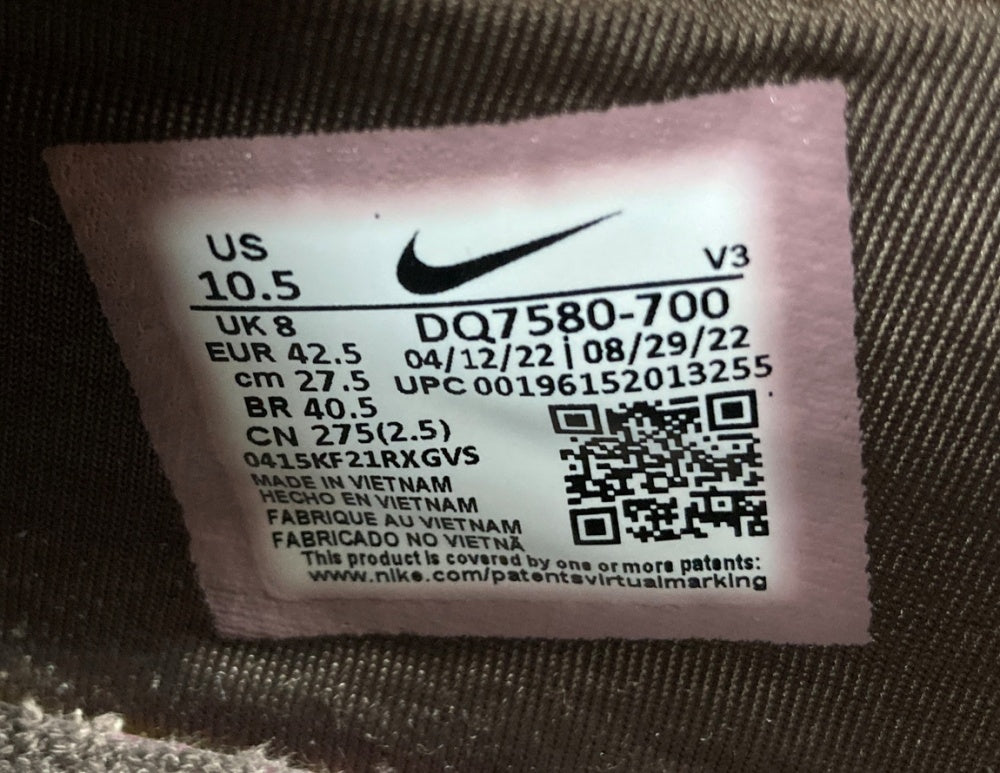 US
10.5
V3
UK 8
EUR 42.5
cm 27.5
BR 40.5
CN 275(2.5)
0415KF21RXGVS
DQ7580-700
04/12/22 | 08/29/22
UPC 00196152013255
MADE IN VIETNAM
HECHO EN VIETNAM
FABRIQUE AU VIETNAM
FABRICADO NO VIETNÃ
This product is covered by one or more patents:
www.nike.com/patentsvirtualmarking